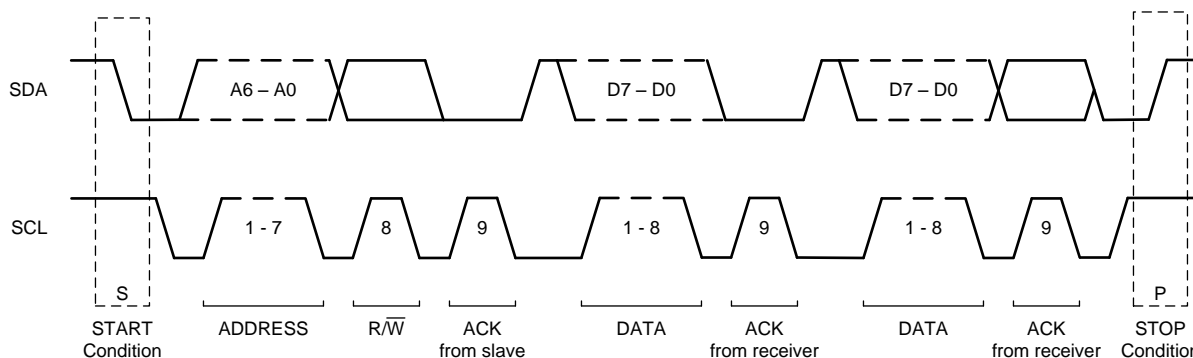 SDA
A6 – A0
D7 – D0
D7 – D0
SCL
1 - 7
8
9
1 - 8
9
1 - 8
9
S
P
START
Condition
ADDRESS
R/W̅
ACK
from slave
DATA
ACK
from receiver
DATA
ACK
from receiver
STOP
Condition